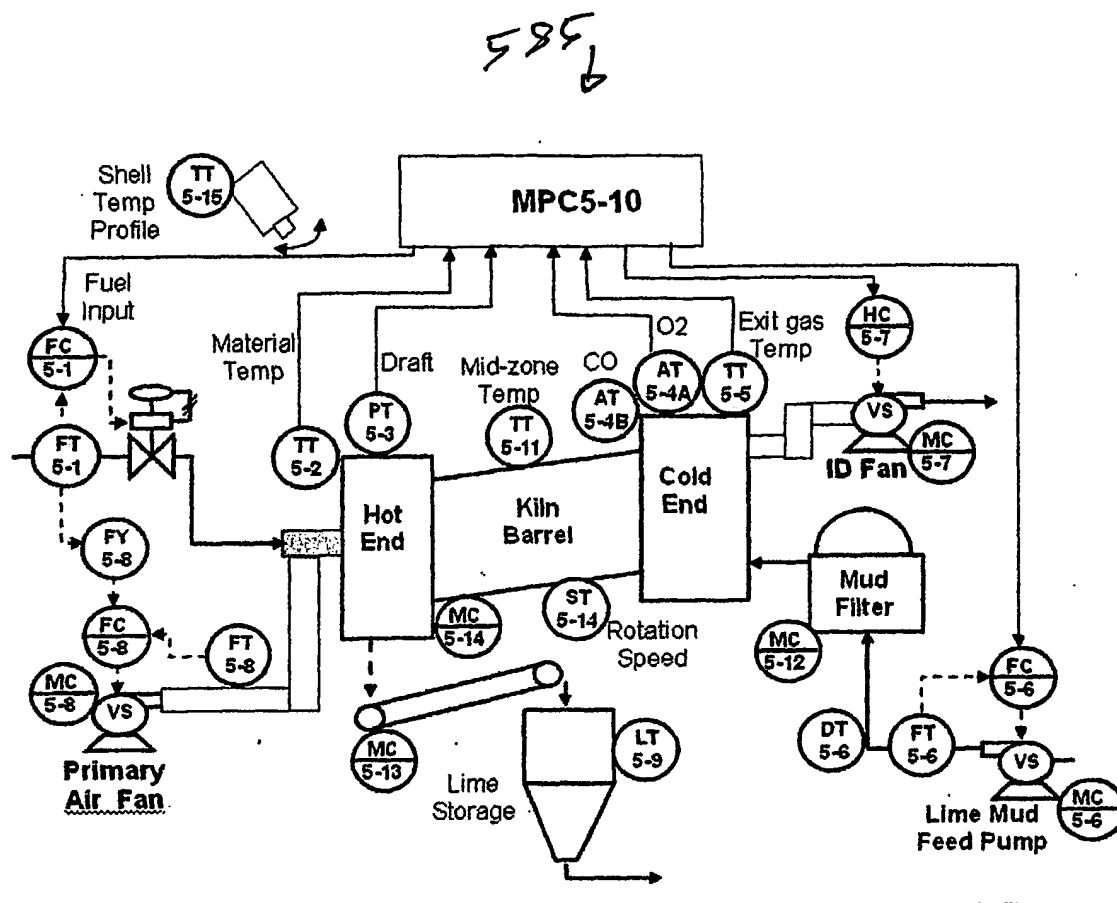 585
MPC5-10
TT
5-15
Shell
Temp
Profile
Fuel
Input
FC
5-1
FT
5-1
FY
5-8
FC
5-8
FT
5-8
MC
5-8
VS
Primary
Air Fan
Material
Temp
TT
5-2
Draft
PT
5-3
Mid-zone
Temp
TT
5-11
CO
AT
5-4B
O2
AT
5-4A
Exit gas
Temp
TT
5-5
HC
5-7
VS
MC
5-7
ID Fan
Hot
End
Kiln
Barrel
Cold
End
MC
5-14
ST
5-14
Rotation
Speed
Mud
Filter
MC
5-12
FC
5-6
DT
5-6
FT
5-6
VS
MC
5-6
Lime Mud
Feed Pump
MC
5-13
Lime
Storage
LT
5-9